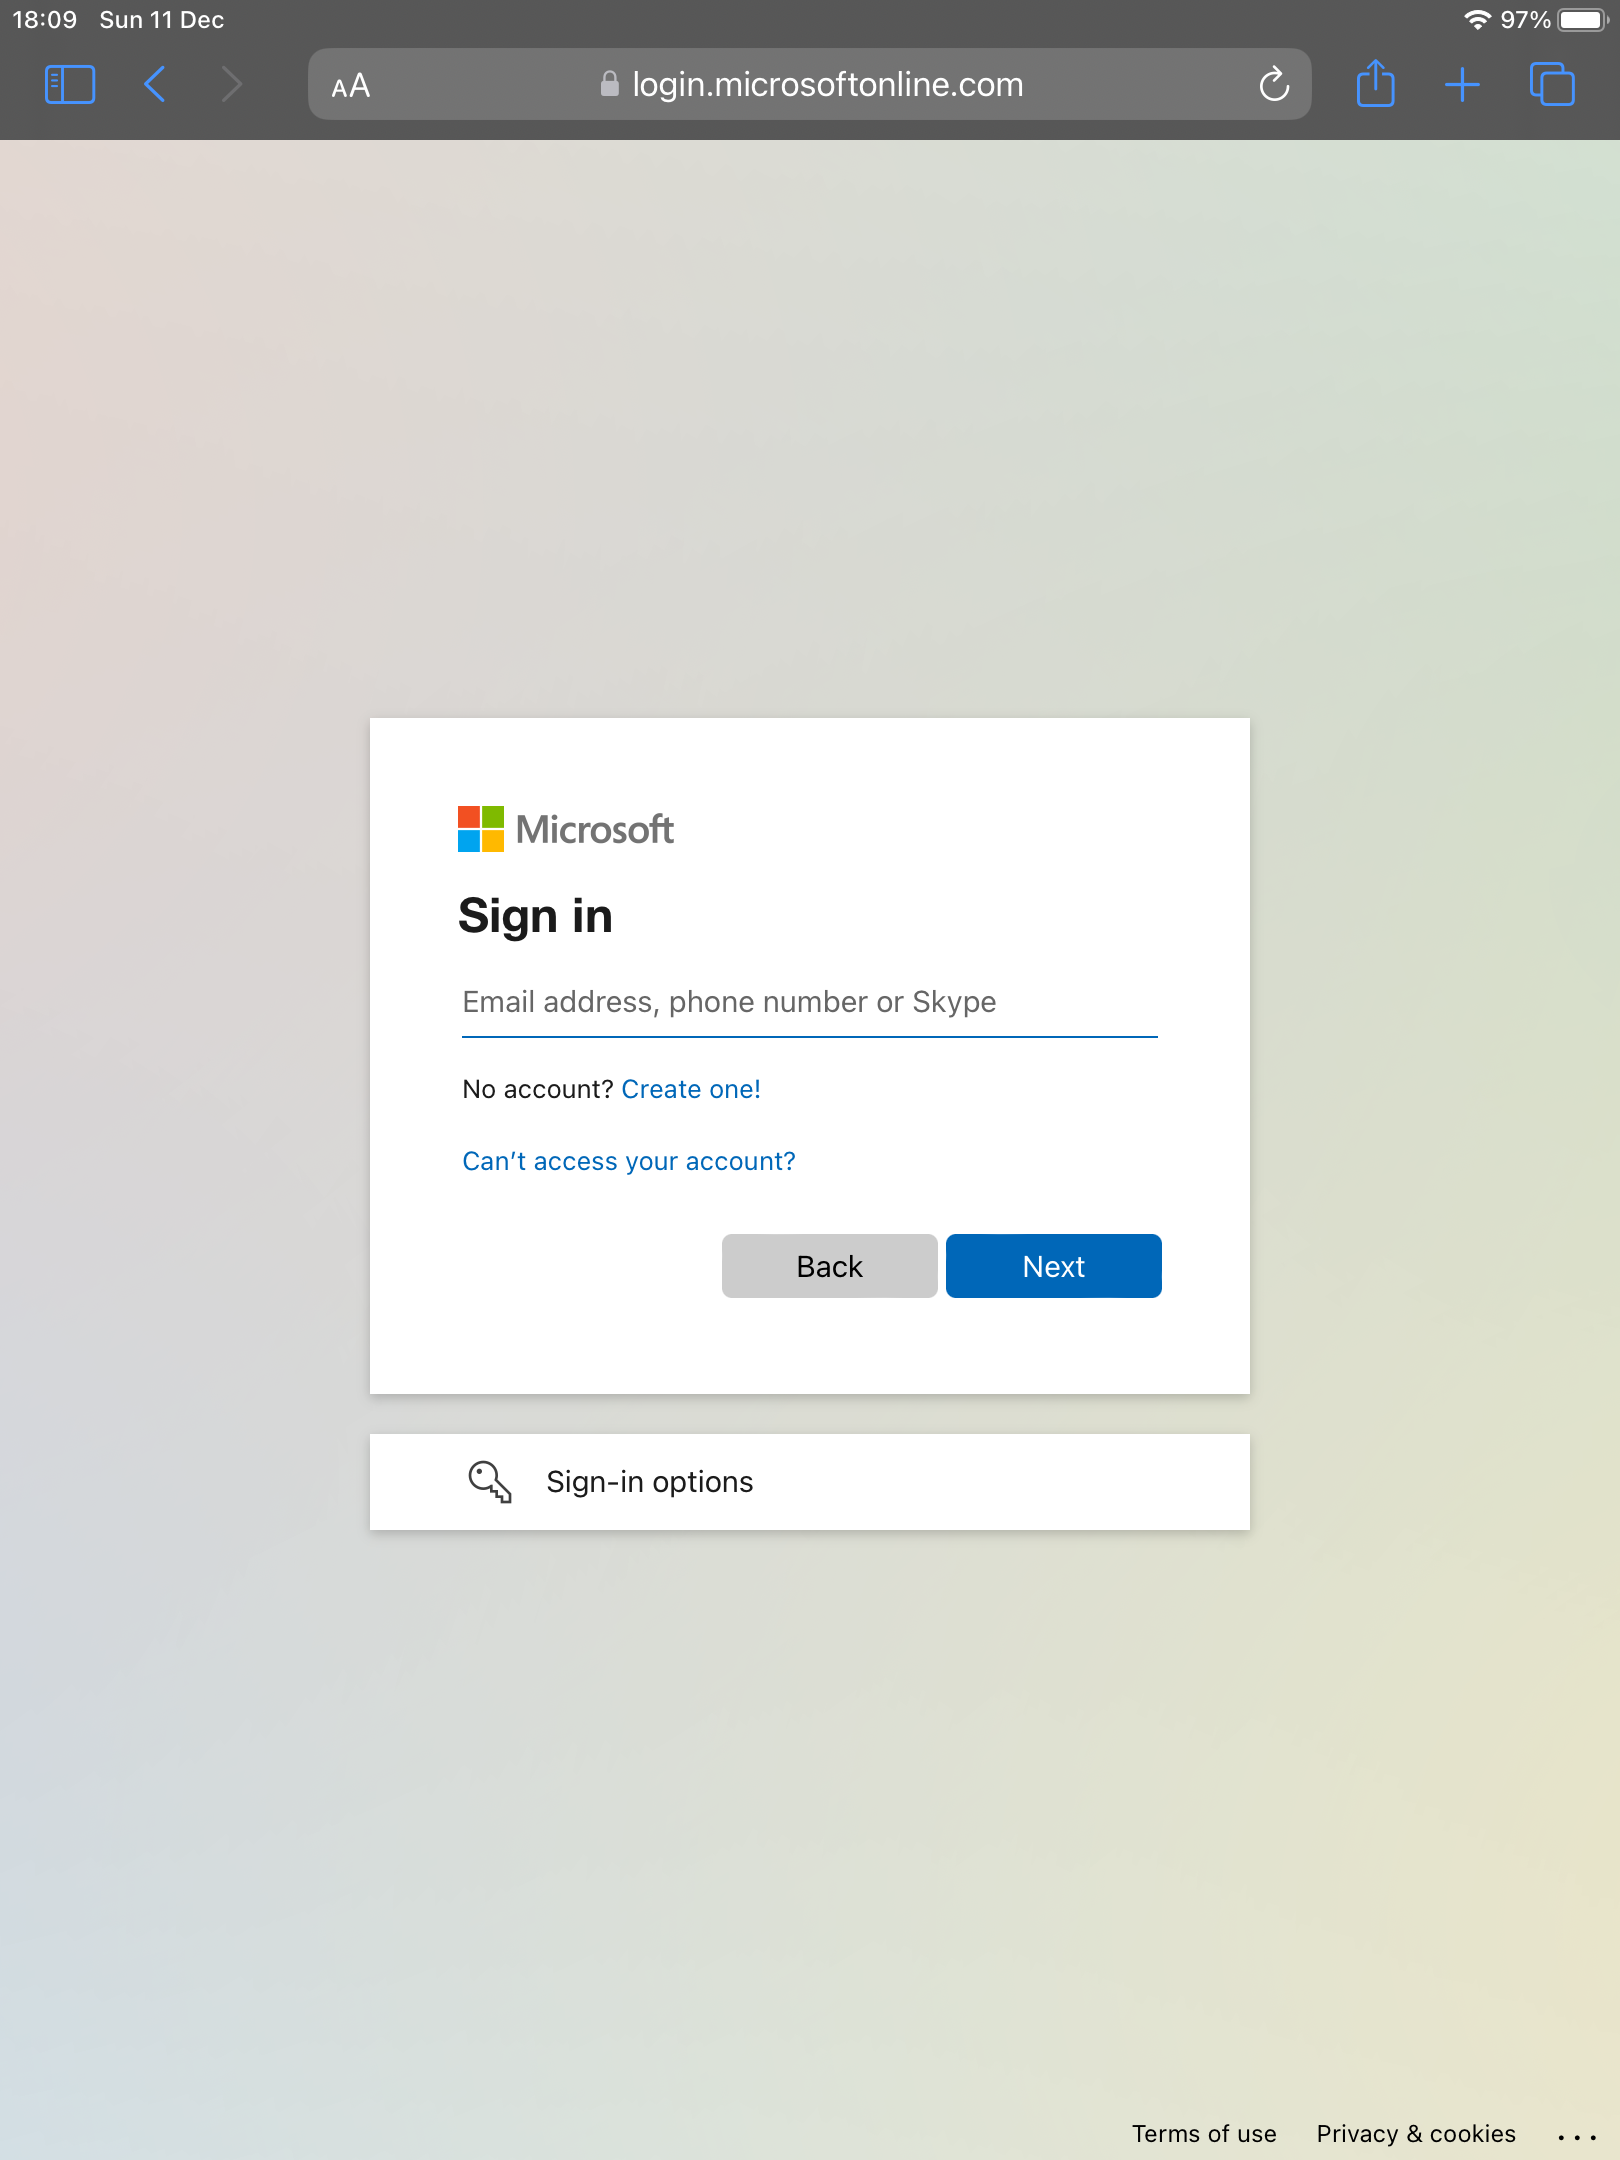 18:09 Sun 11 Dec 97%
AA login.microsoftonline.com
Microsoft
Sign in
Email address, phone number or Skype
No account? Create one!
Can't access your account?
Back Next
Sign-in options
Terms of use Privacy & cookies ...